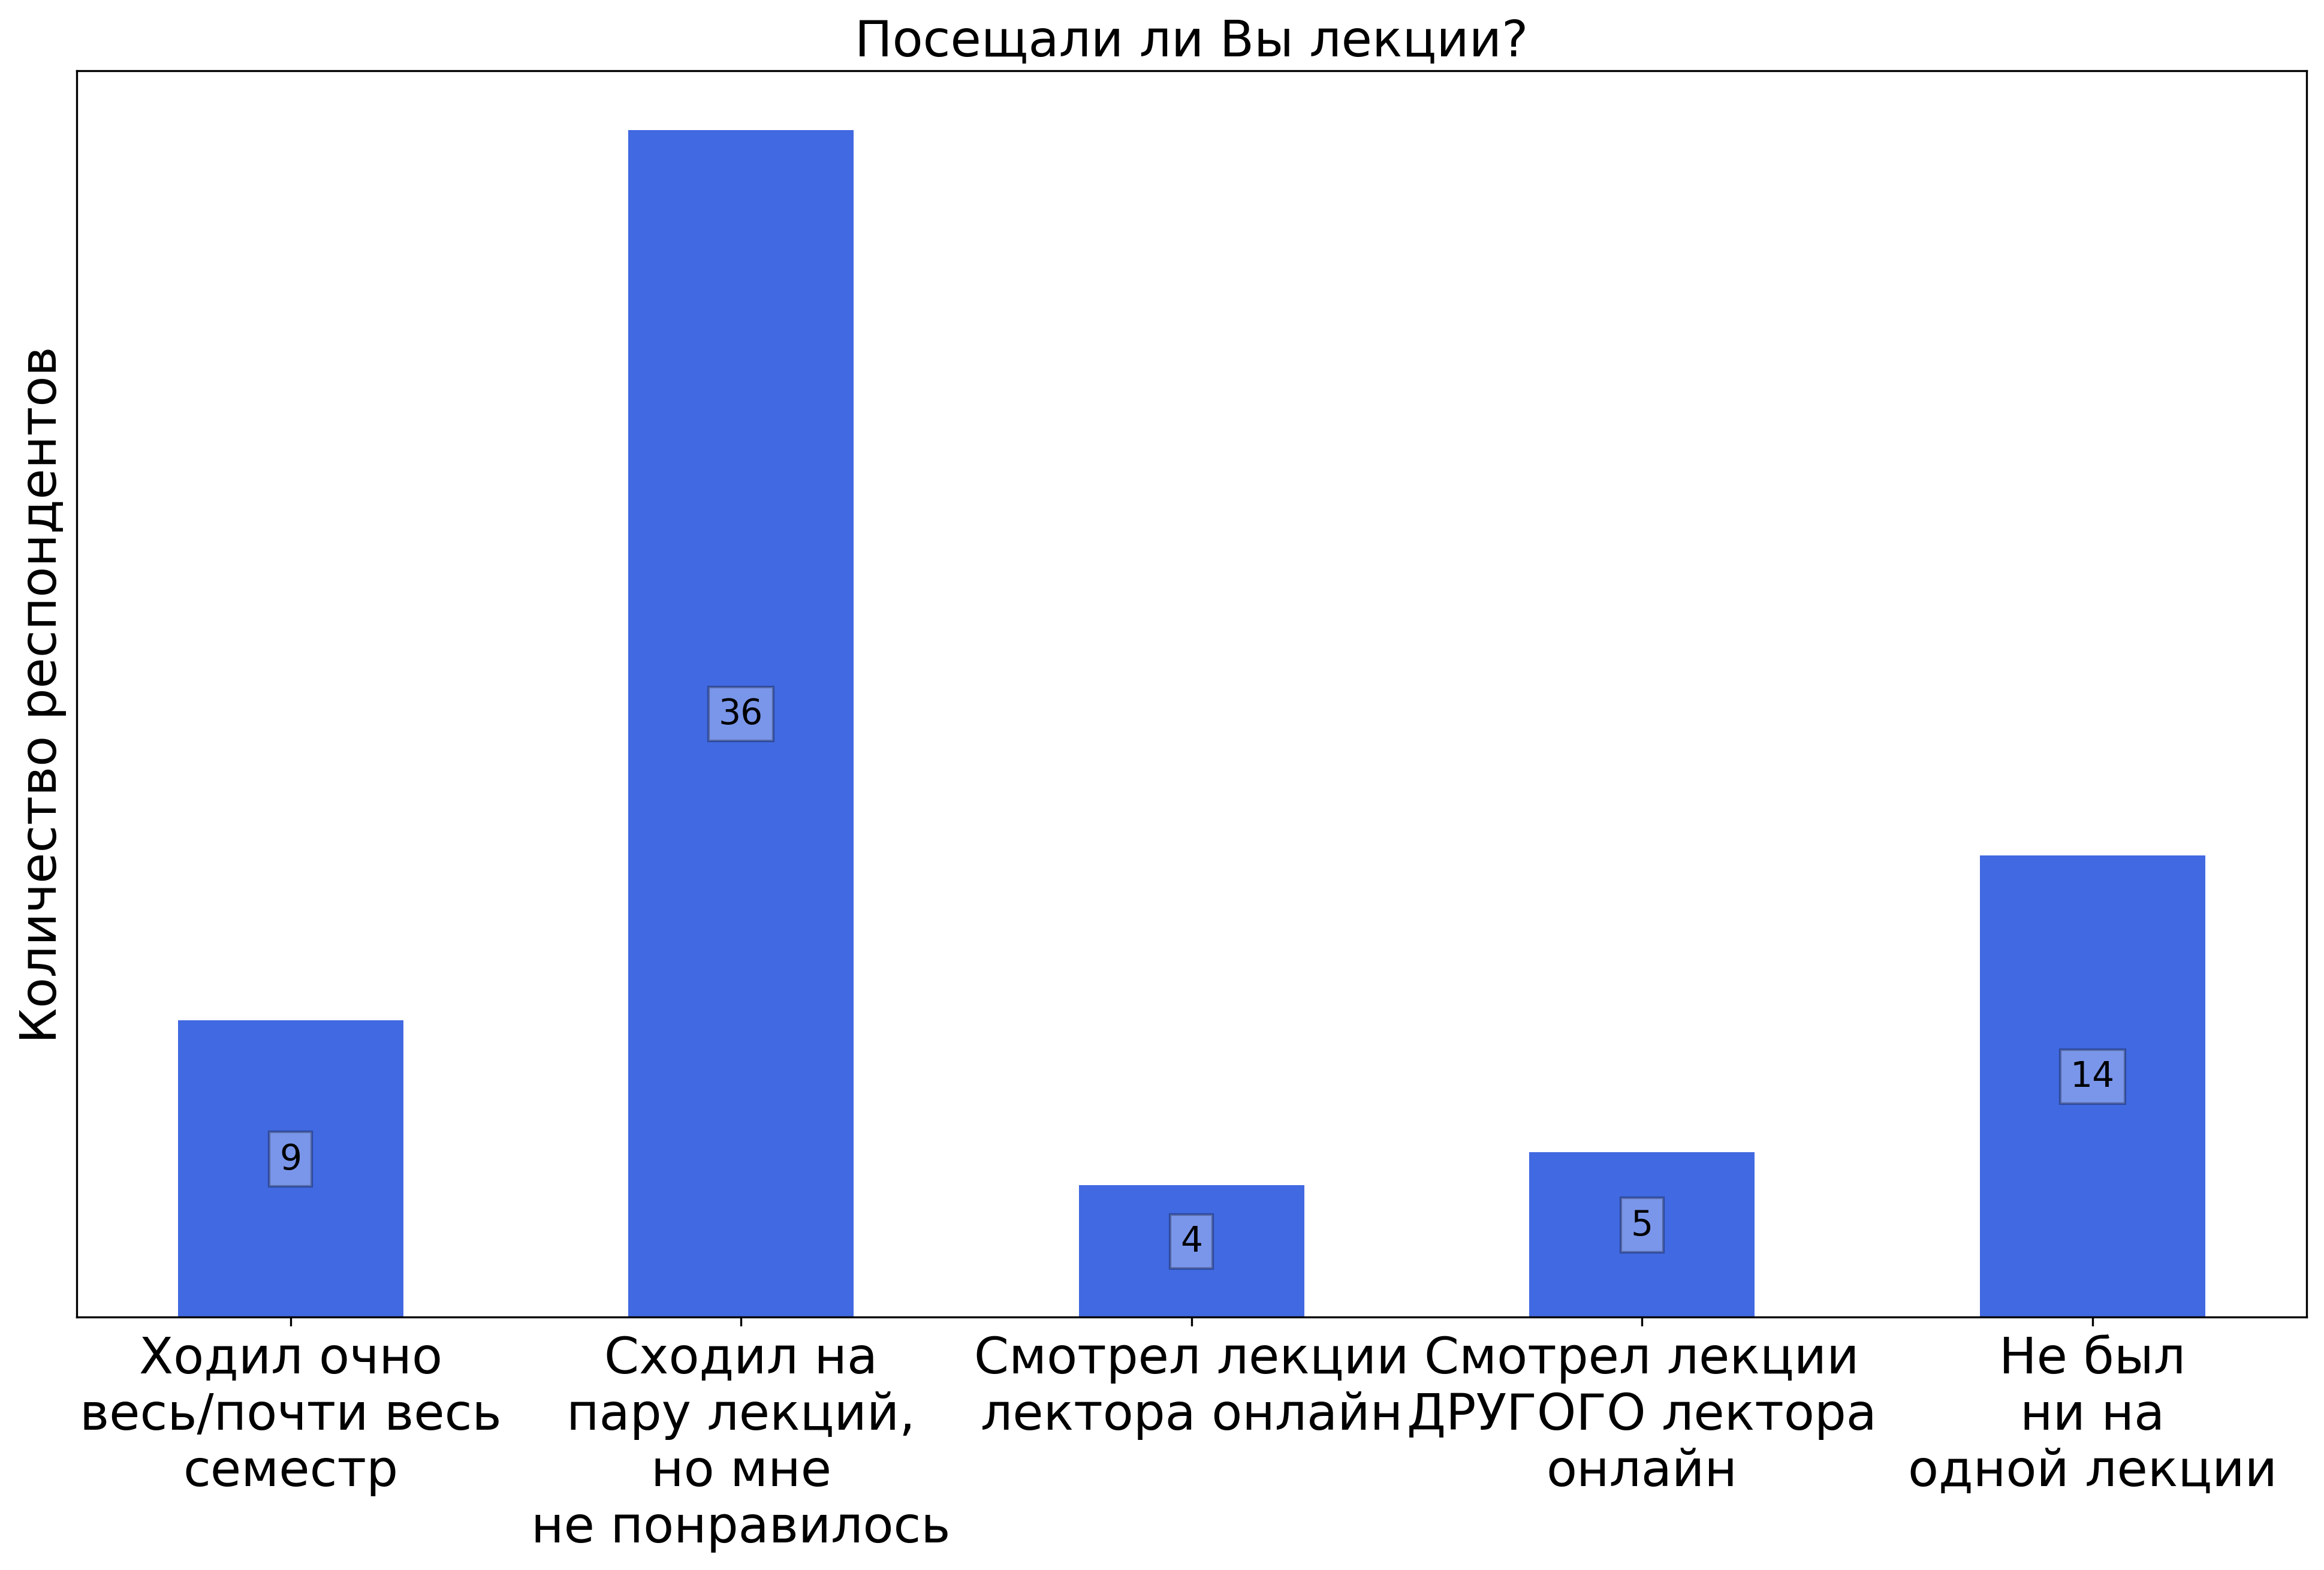 Посещали ли Вы лекции?
Количество респондентов
36
14
9
5
4
Ходил очно
весь/почти весь
семестр
Сходил на
пару лекций,
но мне
не понравилось
Смотрел лекции
лектора онлайн
Смотрел лекции
ДРУГОГО лектора
онлайн
Не был
ни на
одной лекции